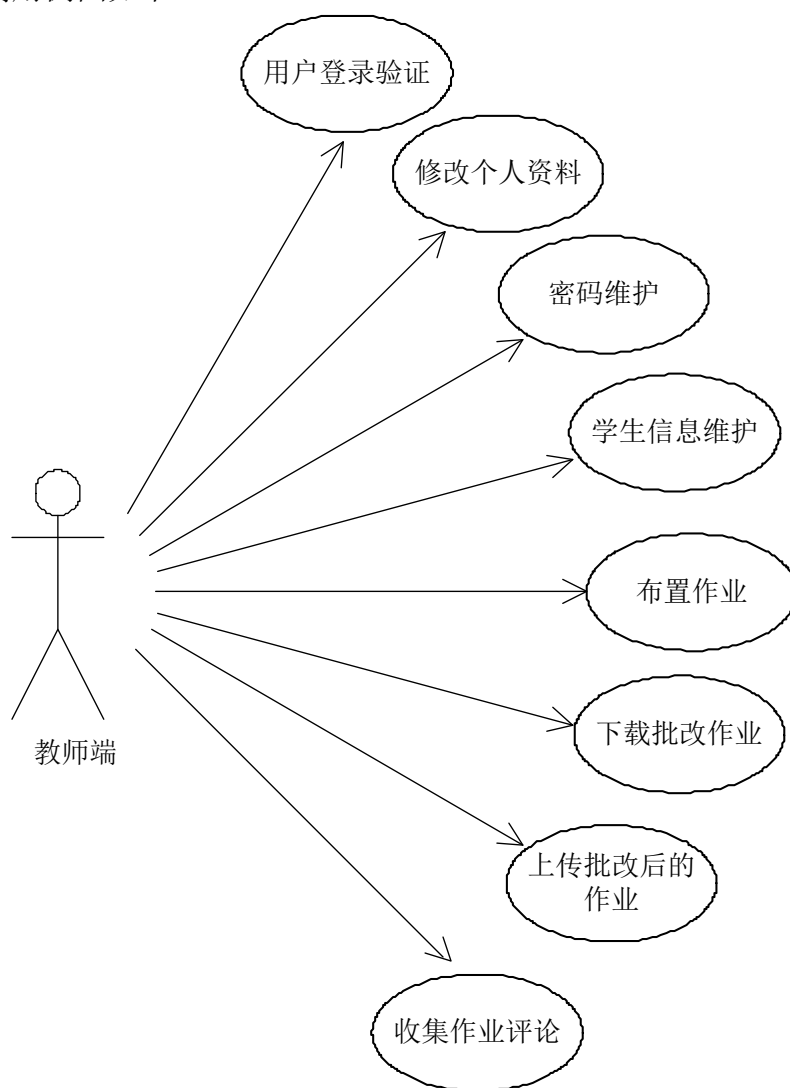 用户登录验证
修改个人资料
密码维护
学生信息维护
布置作业
下载批改作业
教师端
上传批改后的
作业
收集作业评论